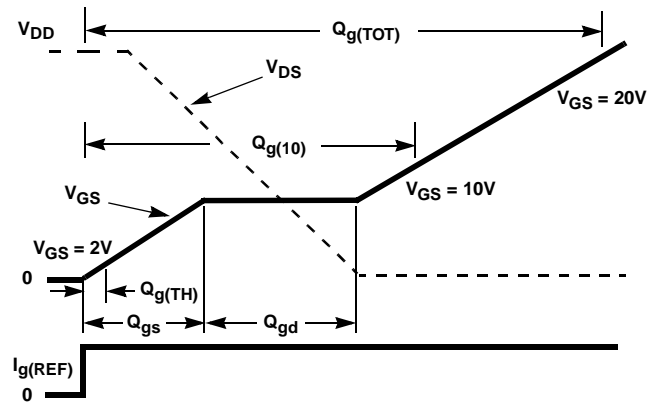 V_DD
Q_g(TOT)
V_DS
V_GS = 20V
Q_g(10)
V_GS
V_GS = 10V
V_GS = 2V
0
Q_g(TH)
Q_gs
Q_gd
I_g(REF)
0